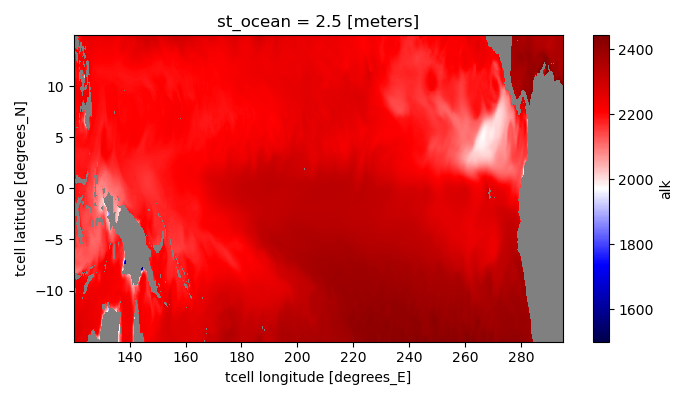 st_ocean = 2.5 [meters]
tcell latitude [degrees_N]
10
5
0
−5
−10
140 160 180 200 220 240 260 280
tcell longitude [degrees_E]
2400
2200
2000
1800
1600
alk